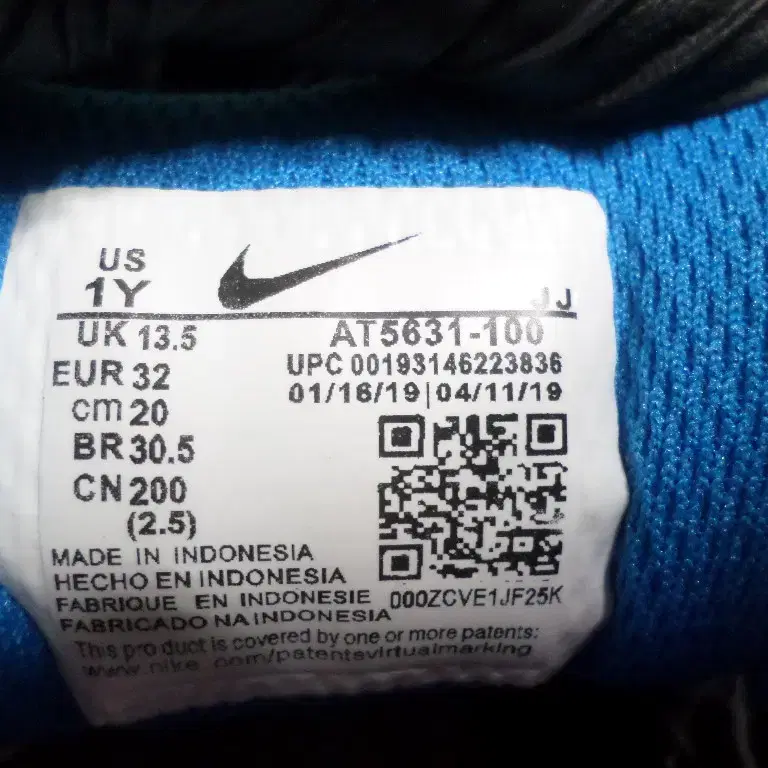 US
1Y
JJ
UK 13.5
AT5631-100
EUR 32
UPC 00193146223836
cm 20
01/16/19|04/11/19
BR 30.5
CN 200
(2.5)
MADE IN INDONESIA
HECHO EN INDONESIA
FABRIQUE EN INDONESIE
000ZCVE1JF25K
FABRICADO NA INDONESIA
This product is covered by one or more patents:
www.nike.com/patentsvirtualmarking